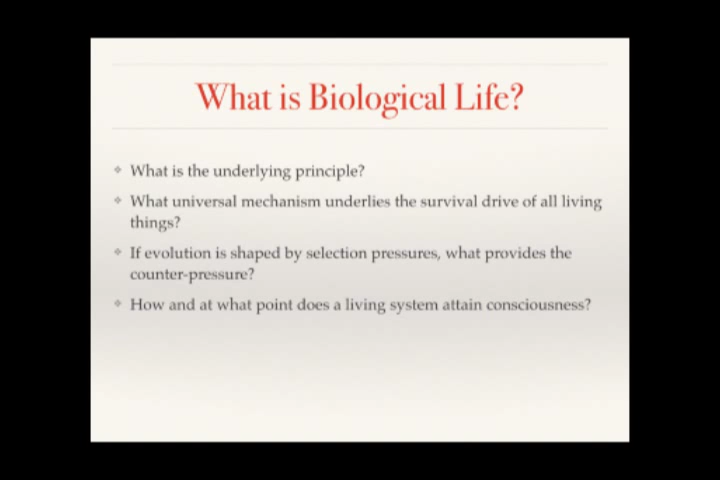 What is Biological Life?
What is the underlying principle?
What universal mechanism underlies the survival drive of all living
things?
If evolution is shaped by selection pressures, what provides the
counter-pressure?
How and at what point does a living system attain consciousness?